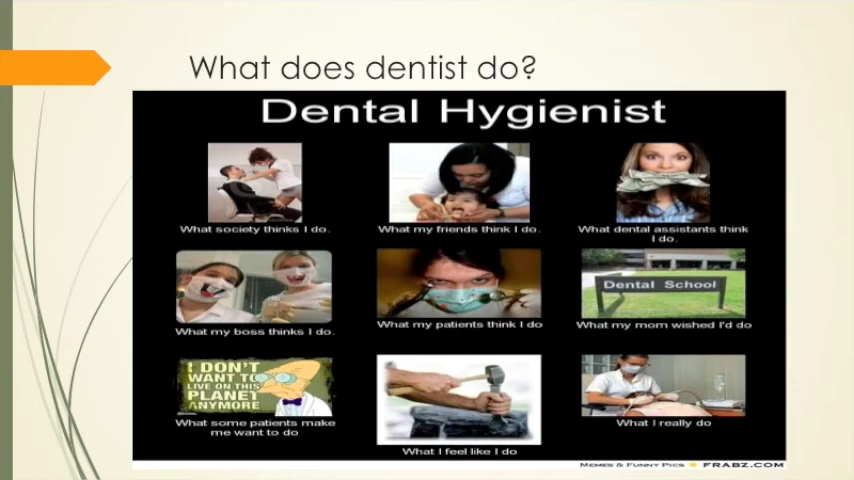 What does dentist do?
Dental Hygienist
What society thinks I do.
What my friends think I do.
What dental assistants think
I do.
What my boss thinks I do.
What my patients think I do
Dental School
What my mom wished I'd do
I DON'T
WANT TO
LIVE ON THIS
PLANET
ANYMORE
What some patients make
me want to do
What I feel like I do
What I really do
MEMES & FUNNY PICS FRABZ.COM